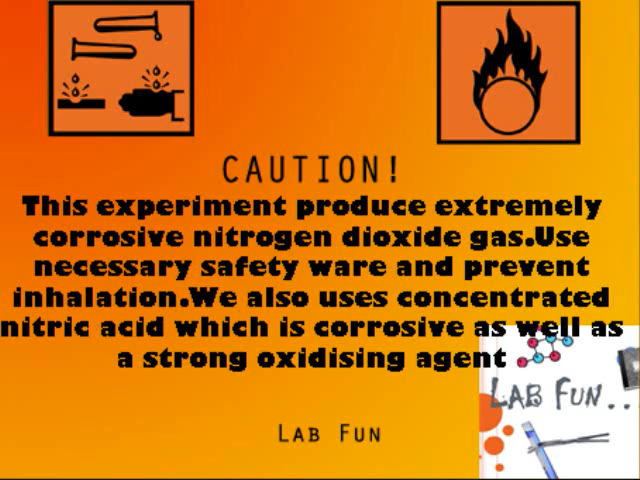 CAUTION!
This experiment produce extremely
corrosive nitrogen dioxide gas.Use
necessary safety ware and prevent
inhalation.We also uses concentrated
nitric acid which is corrosive as well as
a strong oxidising agent
LAB FUN...
LAB FUN